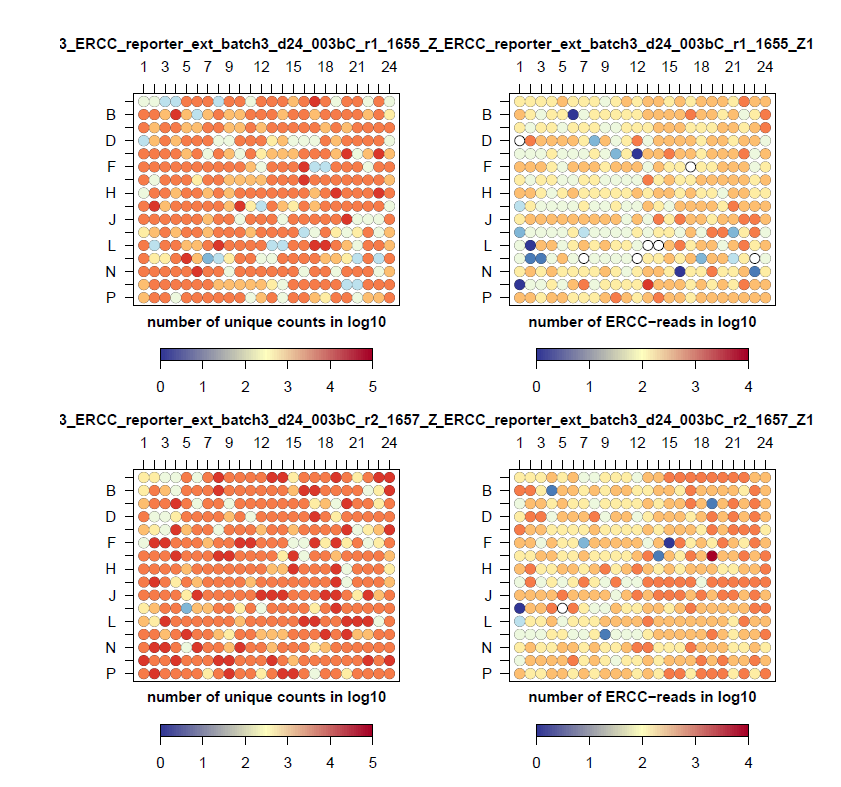 3_ERCC_reporter_ext_batch3_d24_003bC_r1_1655_Z_ERCC_reporter_ext_batch3_d24_003bC_r1_1655_Z1
1 3 5 7 9 12 15 18 21 24 1 3 5 7 9 12 15 18 21 24
B B
D D
F F
H H
J J
L L
N N
P P
number of unique counts in log10 number of ERCC−reads in log10
0 1 2 3 4 5 0 1 2 3 4
3_ERCC_reporter_ext_batch3_d24_003bC_r2_1657_Z_ERCC_reporter_ext_batch3_d24_003bC_r2_1657_Z1
1 3 5 7 9 12 15 18 21 24 1 3 5 7 9 12 15 18 21 24
B B
D D
F F
H H
J J
L L
N N
P P
number of unique counts in log10 number of ERCC−reads in log10
0 1 2 3 4 5 0 1 2 3 4